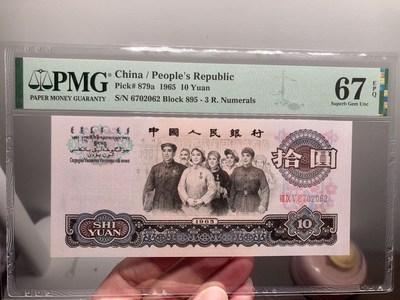 PMG
PAPER MONEY GUARANTY
China / People's Republic
Pick# 879a 1965 10 Yuan
S/N 6702062 Block 895 - 3 R. Numerals
67 EPQ
Superb Gem Unc
中國人民銀行
拾圓
6702062
1965
SHI
YUAN
10